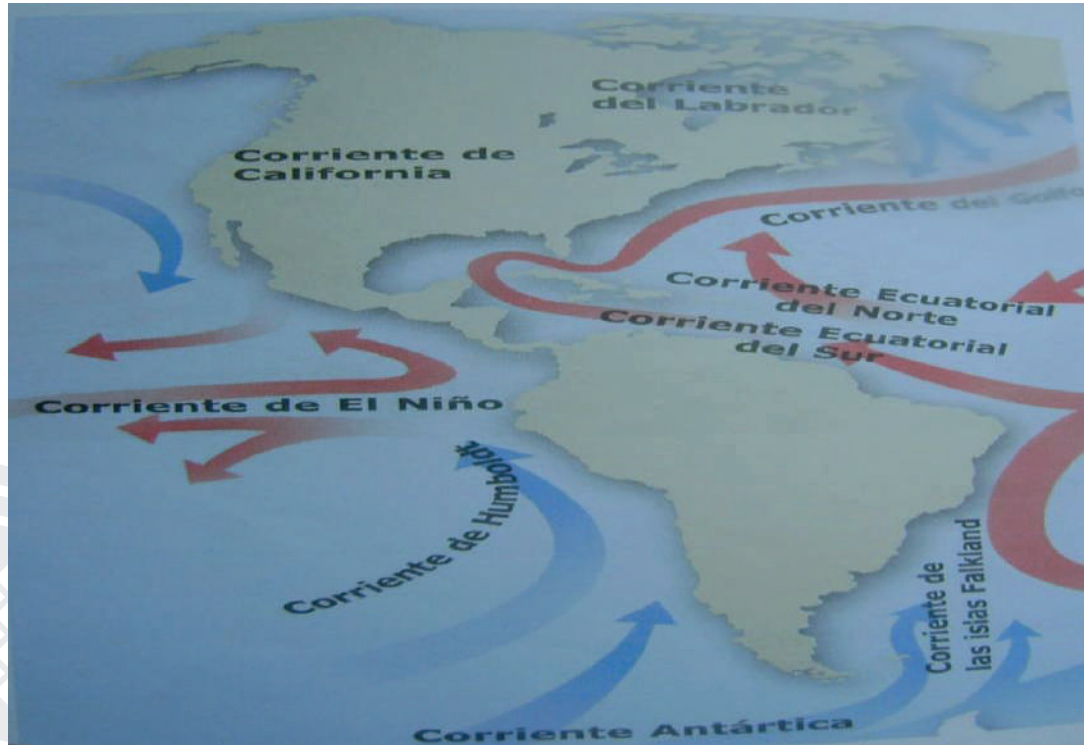 Corriente
del Labrador
Corriente de
California
Corriente del Golfo
Corriente Ecuatorial
del Norte
Corriente Ecuatorial
del Sur
Corriente de El Niño
Corriente de Humboldt
Corriente de
las islas Falkland
Corriente Antártica